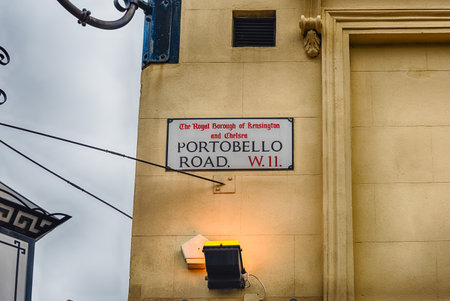 The Royal Borough of Kensington
and Chelsea
PORTOBELLO
ROAD. W.11.